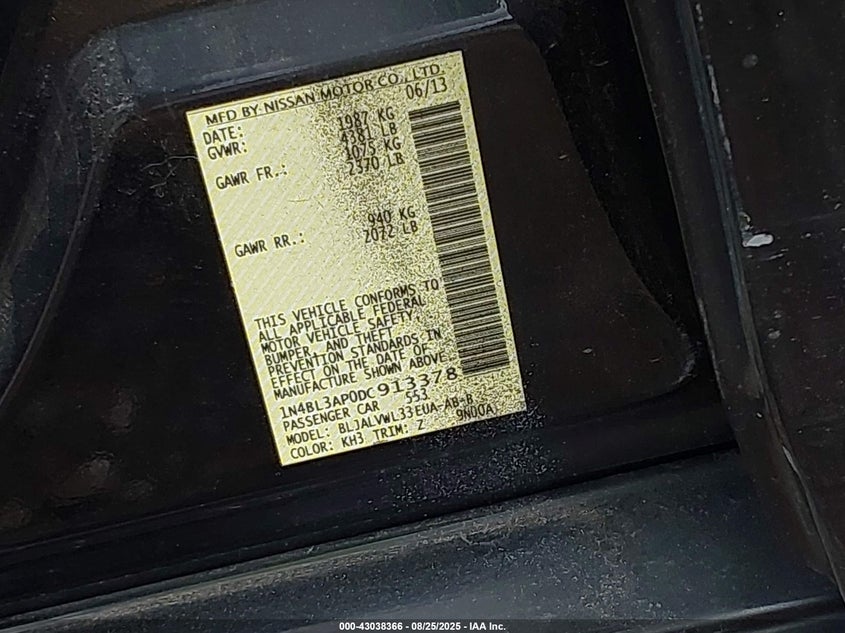 MFD BY NISSAN MOTOR CO., LTD.
DATE: 06/13
GVWR: 1987 KG
4381 LB
GAWR FR.: 1075 KG
2370 LB
GAWR RR.: 940 KG
2072 LB
THIS VEHICLE CONFORMS TO
ALL APPLICABLE FEDERAL
MOTOR VEHICLE SAFETY,
BUMPER, AND THEFT
PREVENTION STANDARDS IN
EFFECT ON THE DATE OF
MANUFACTURE SHOWN ABOVE.
1N4BL3AP0DC913378
PASSENGER CAR 553
MODEL: BLJALVWL33EUA-AB-B
COLOR: KH3 TRIM: Z 9N00A
000-43038366 - 08/25/2025 - IAA Inc.